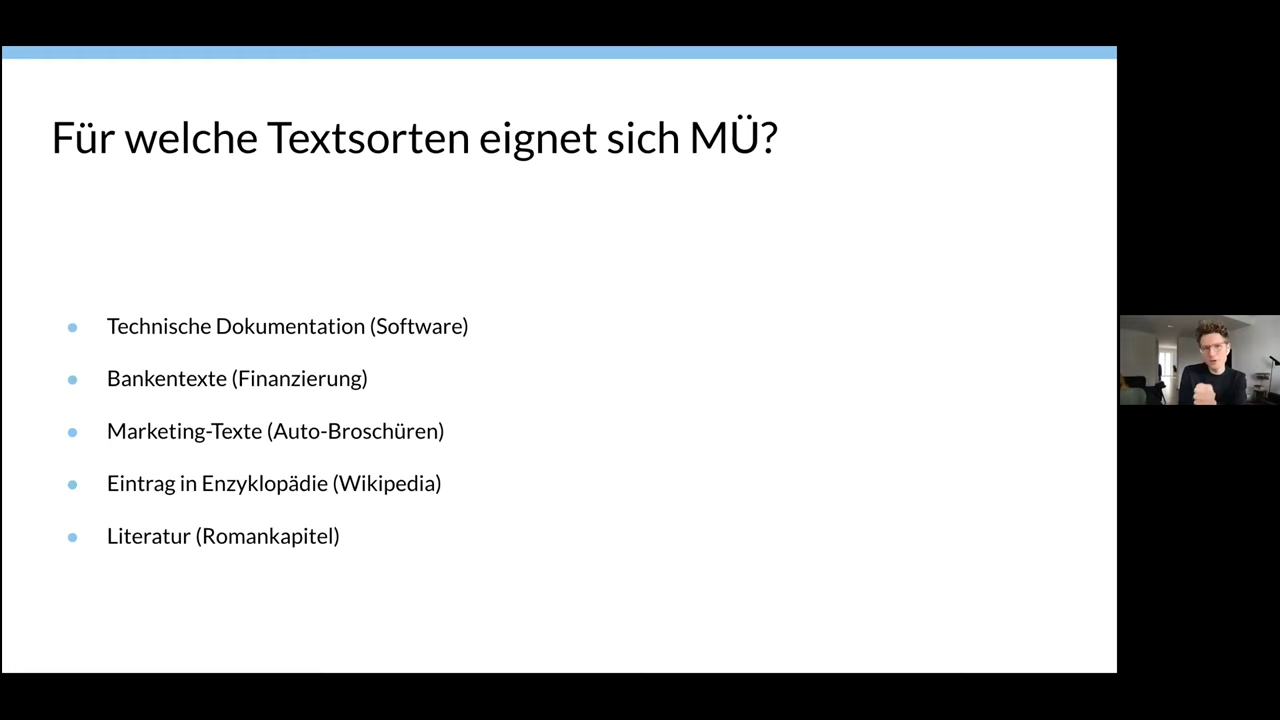 Für welche Textsorten eignet sich MÜ?
Technische Dokumentation (Software)
Bankentexte (Finanzierung)
Marketing-Texte (Auto-Broschüren)
Eintrag in Enzyklopädie (Wikipedia)
Literatur (Romankapitel)